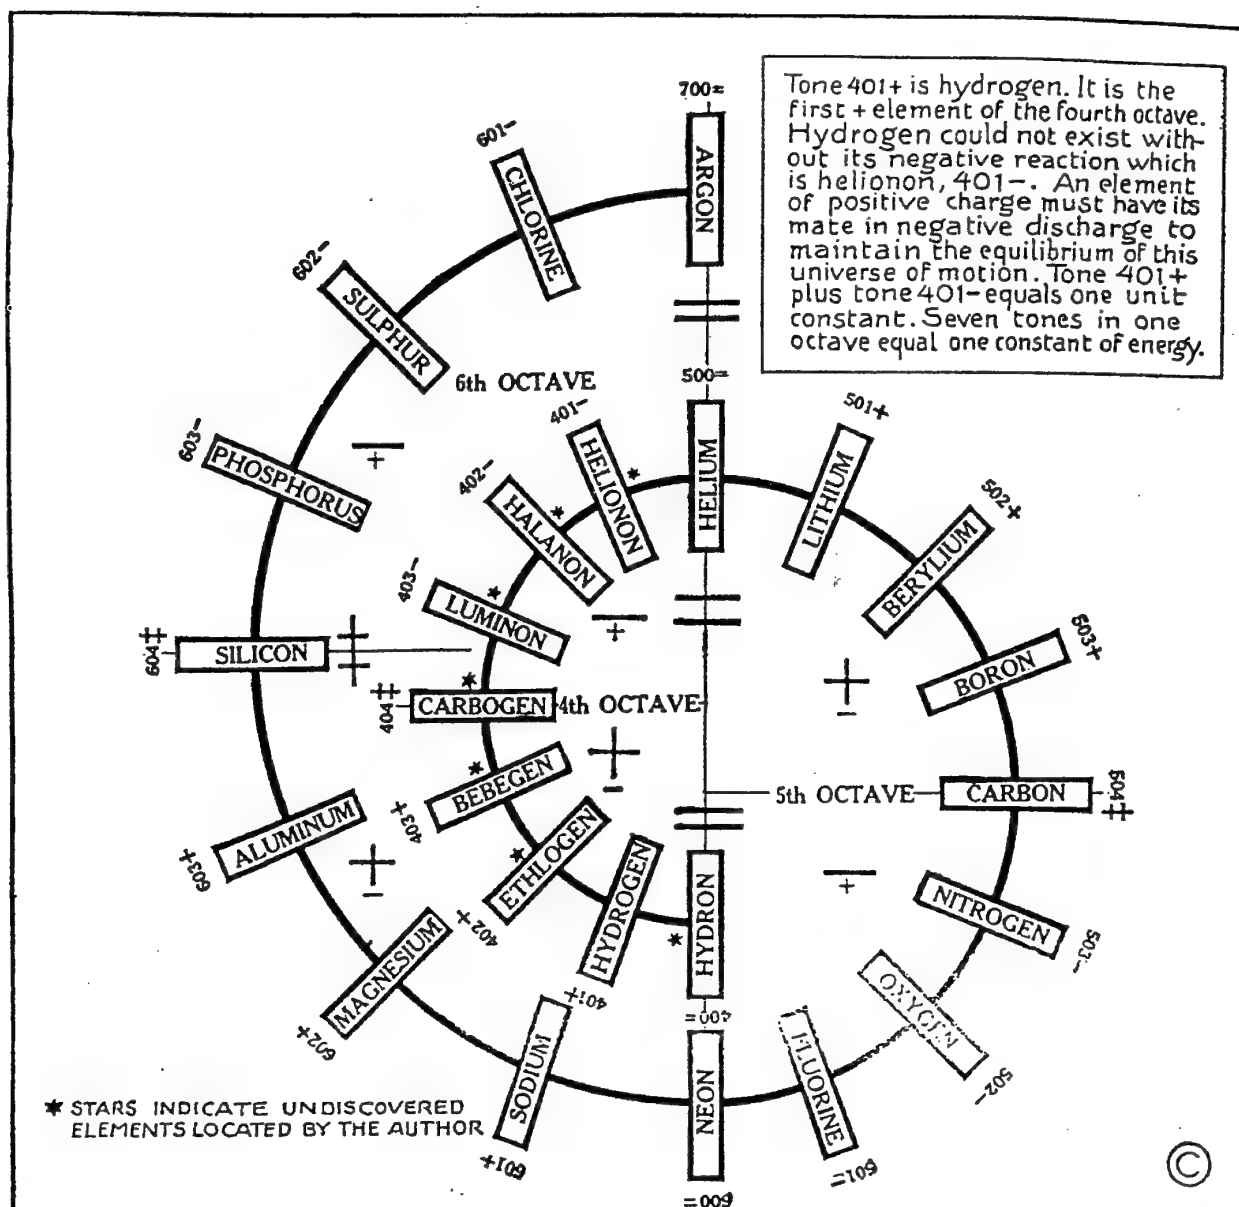 Tone 401+ is hydrogen. It is the
first + element of the fourth octave.
Hydrogen could not exist with-
out its negative reaction which
is helionon, 401-. An element
of positive charge must have its
mate in negative discharge to
maintain the equilibrium of this
universe of motion. Tone 401+
plus tone 401- equals one unit
constant. Seven tones in one
octave equal one constant of energy.
700=
ARGON
601-
CHLORINE
602-
SULPHUR
6th OCTAVE
603-
PHOSPHORUS
604‡
SILICON
603+
ALUMINUM
602+
MAGNESIUM
601+
SODIUM
600=
NEON
500=
HELIUM
401-
HELIONON
*
402-
HALANON
*
403-
LUMINON
*
404‡
CARBOGEN
*
4th OCTAVE
403+
BEBEGEN
*
402+
ETHLOGEN
*
401+
HYDROGEN
400=
HYDRON
*
501+
LITHIUM
502+
BERYLIUM
603+
BORON
5th OCTAVE
CARBON
504‡
NITROGEN
503-
OXYGEN
502-
FLUORINE
601=
+
-
+
-
+
-
+
-
+
-
+
-
* STARS INDICATE UNDISCOVERED
ELEMENTS LOCATED BY THE AUTHOR
©